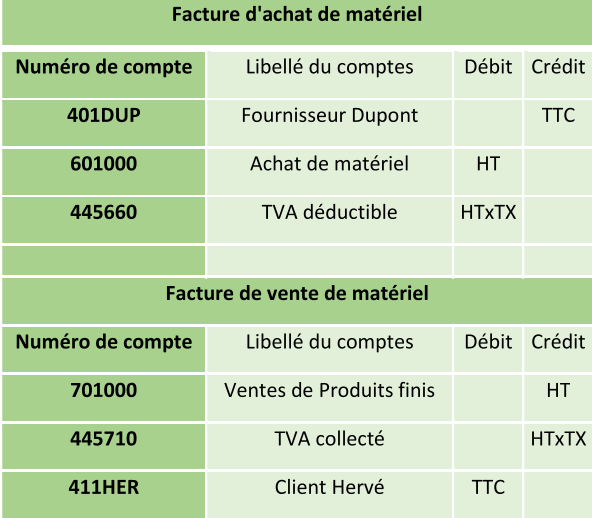 Facture d'achat de matériel
Numéro de compte Libellé du comptes Débit Crédit
401DUP Fournisseur Dupont TTC
601000 Achat de matériel HT
445660 TVA déductible HTxTX
Facture de vente de matériel
Numéro de compte Libellé du comptes Débit Crédit
701000 Ventes de Produits finis HT
445710 TVA collecté HTxTX
411HER Client Hervé TTC